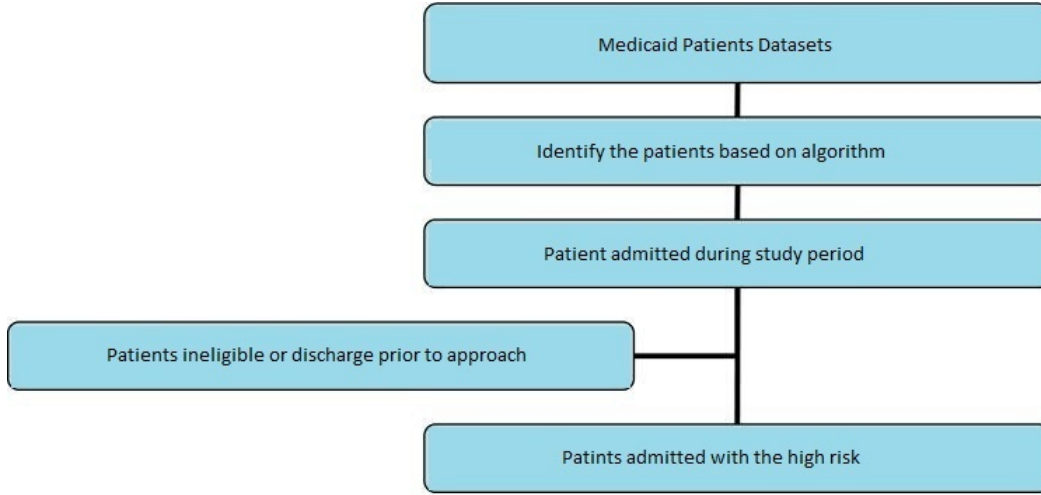 Medicaid Patients Datasets
Identify the patients based on algorithm
Patient admitted during study period
Patients ineligible or discharge prior to approach
Patints admitted with the high risk